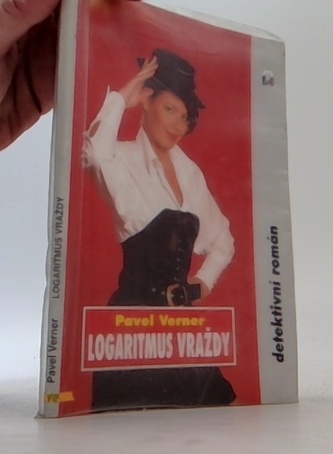 Pavel Verner
LOGARITMUS VRAŽDY
detektivní román
Pavel Verner LOGARITMUS VRAŽDY